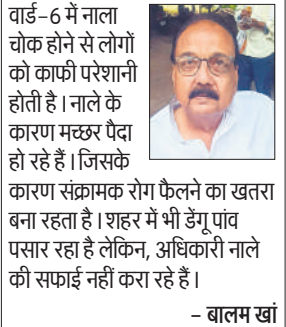 वार्ड-6 में नाला
चोक होने से लोगों
को काफी परेशानी
होती है। नाले के
कारण मच्छर पैदा
हो रहे हैं। जिसके
कारण संक्रामक रोग फैलने का खतरा
बना रहता है। शहर में भी डेंगू पांव
पसार रहा है लेकिन, अधिकारी नाले
की सफाई नहीं करा रहे हैं।
– बालम खां